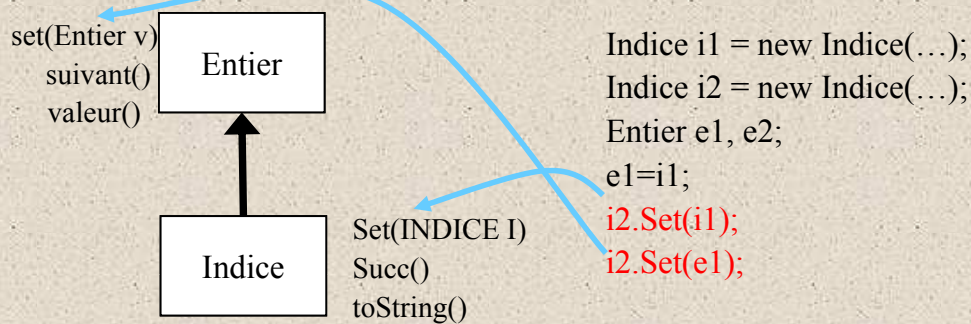 set(Entier v)
suivant()
valeur()
Entier
Indice
Set(INDICE I)
Succ()
toString()
Indice i1 = new Indice(…);
Indice i2 = new Indice(…);
Entier e1, e2;
e1=i1;
i2.Set(i1);
i2.Set(e1);